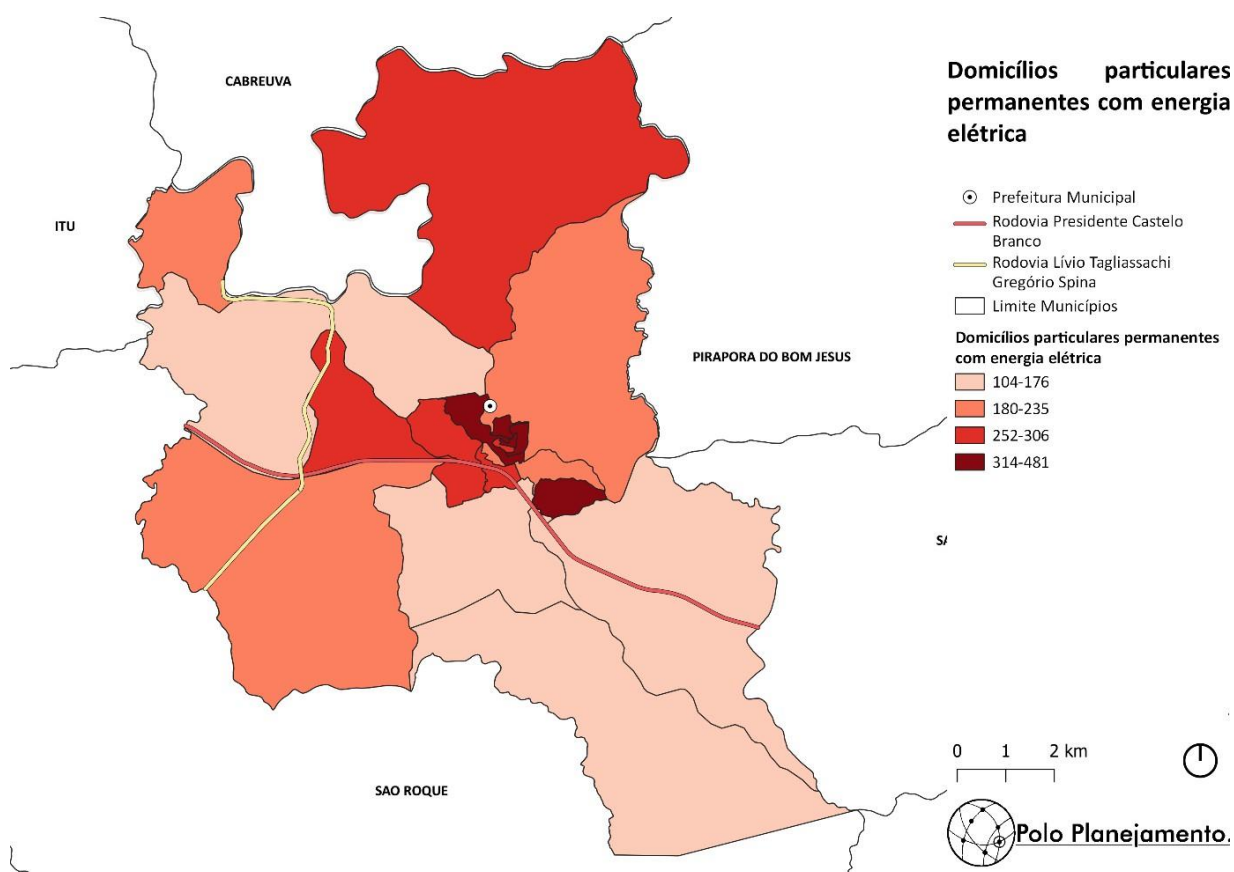 CABREUVA
ITU
PIRAPORA DO BOM JESUS
SA
SAO ROQUE
Domicílios particulares
permanentes com energia
elétrica
Prefeitura Municipal
Rodovia Presidente Castelo
Branco
Rodovia Lívio Tagliassachi
Gregório Spina
Limite Municípios
Domicílios particulares permanentes
com energia elétrica
104-176
180-235
252-306
314-481
0 1 2 km
Polo Planejamento.